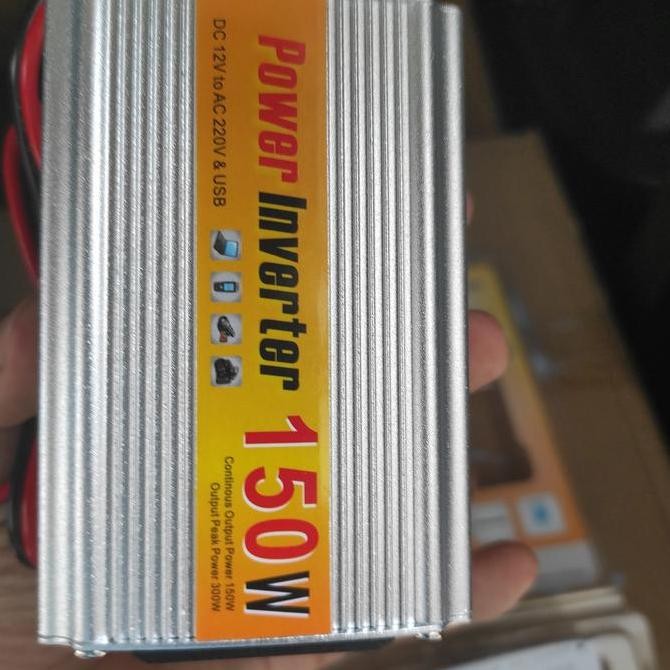 Power Inverter 150W
DC 12V to AC 220V & USB
Continous Output Power 150W
Output Peak Power 300W